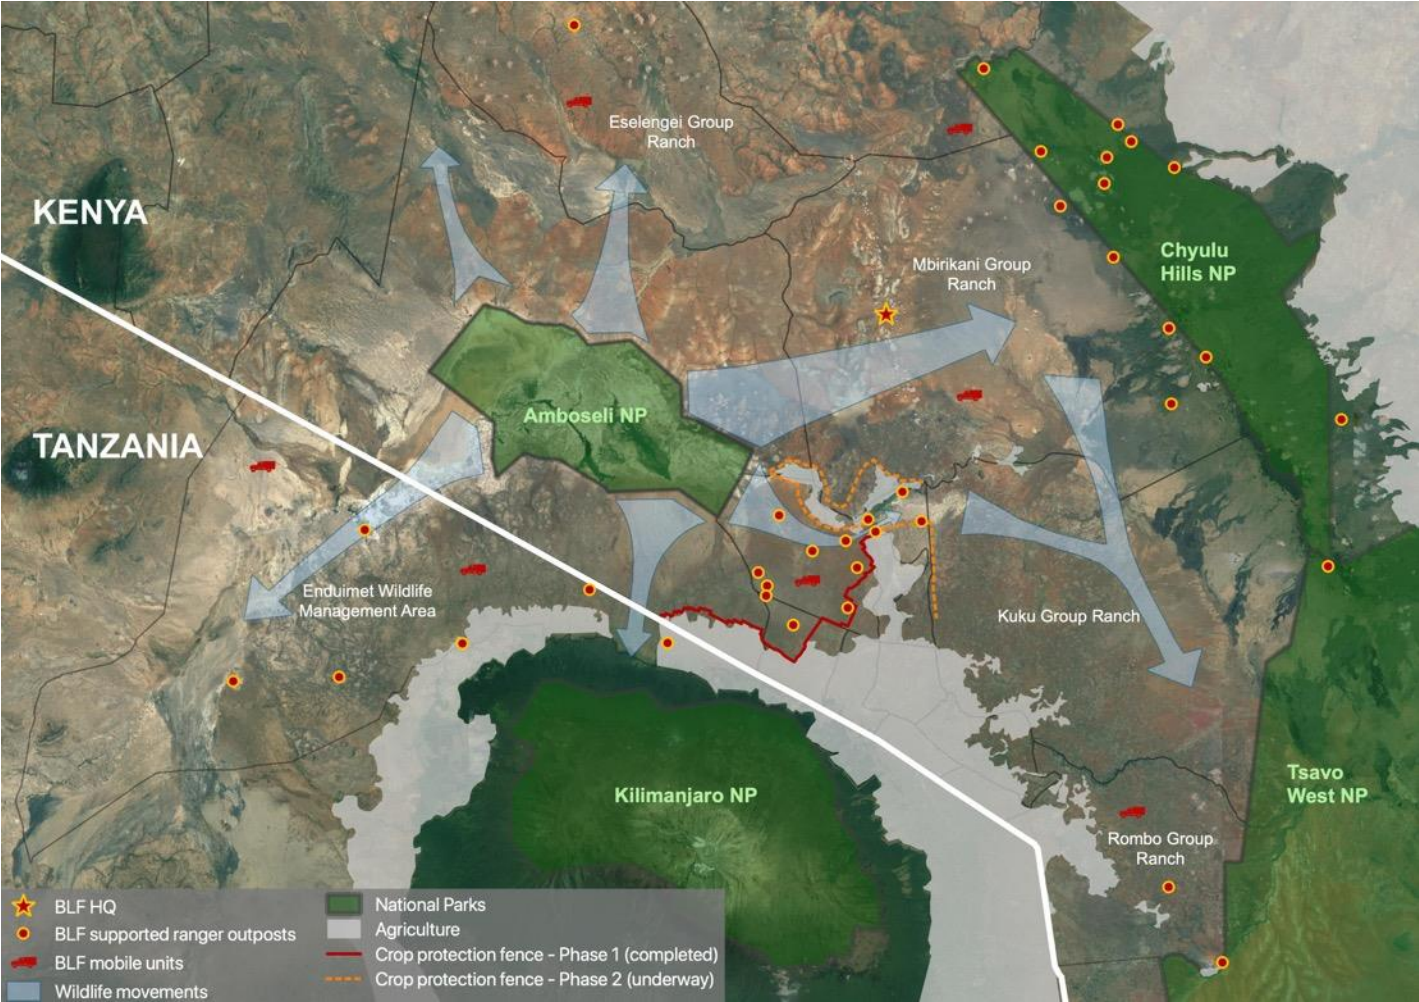 Eselengei Group
Ranch
KENYA
Chyulu
Hills NP
Mbirikani Group
Ranch
Amboseli NP
TANZANIA
Enduimet Wildlife
Management Area
Kuku Group Ranch
Kilimanjaro NP
Tsavo
West NP
Rombo Group
Ranch
BLF HQ
BLF supported ranger outposts
BLF mobile units
Wildlife movements
National Parks
Agriculture
Crop protection fence - Phase 1 (completed)
Crop protection fence - Phase 2 (underway)